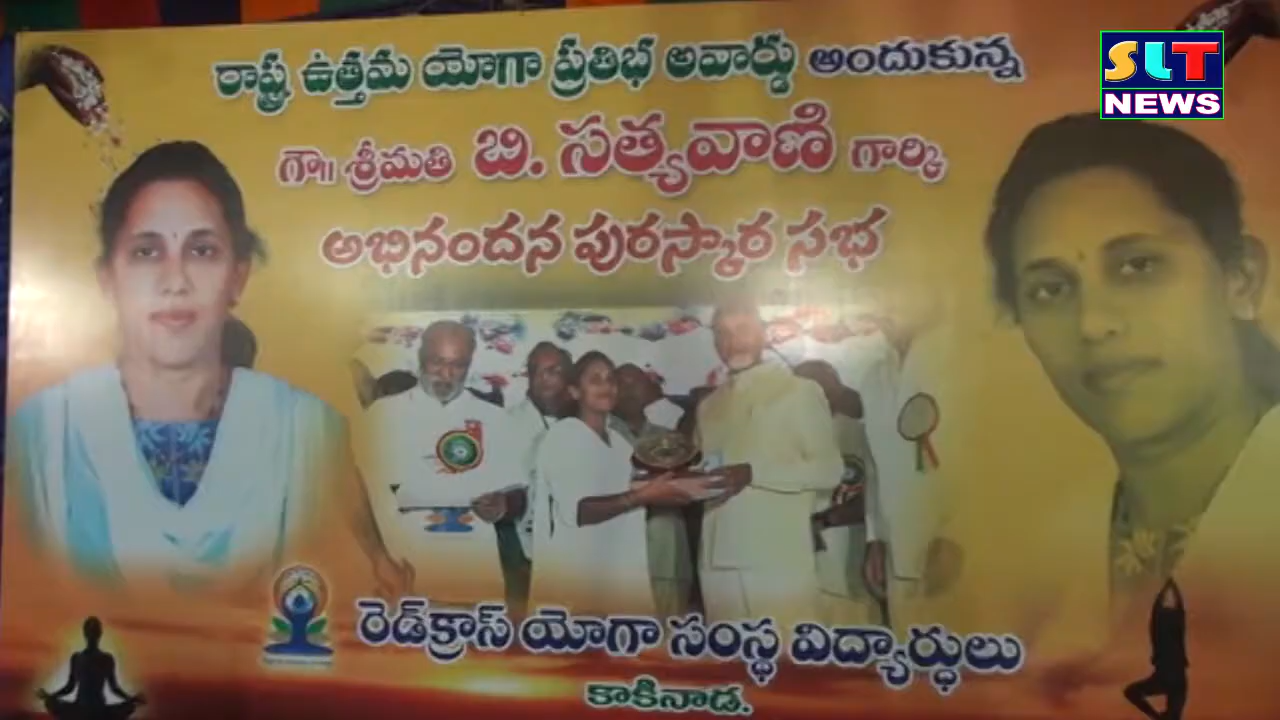 రాష్ట్ర ఉత్తమ యోగా ప్రతిభ అవార్డు అందుకున్న
గౌ॥ శ్రీమతి బి. సత్యవాణి గార్కి
అభినందన పురస్కార సభ
రెడ్‌క్రాస్ యోగా సంస్థ విద్యార్ధులు
కాకినాడ.
SLT
NEWS